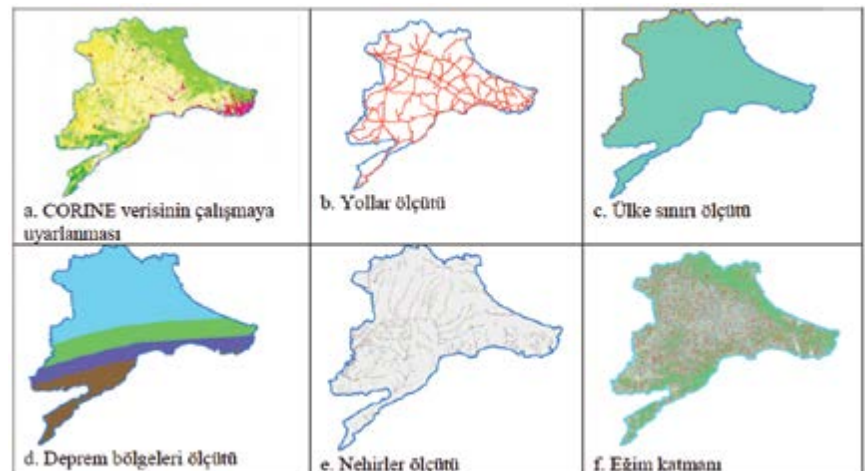 a. CORINE verisinin çalışmaya
uyarlanması
b. Yollar ölçütü
c. Ülke sınırı ölçütü
d. Deprem bölgeleri ölçütü
e. Nehirler ölçütü
f. Eğim katmanı